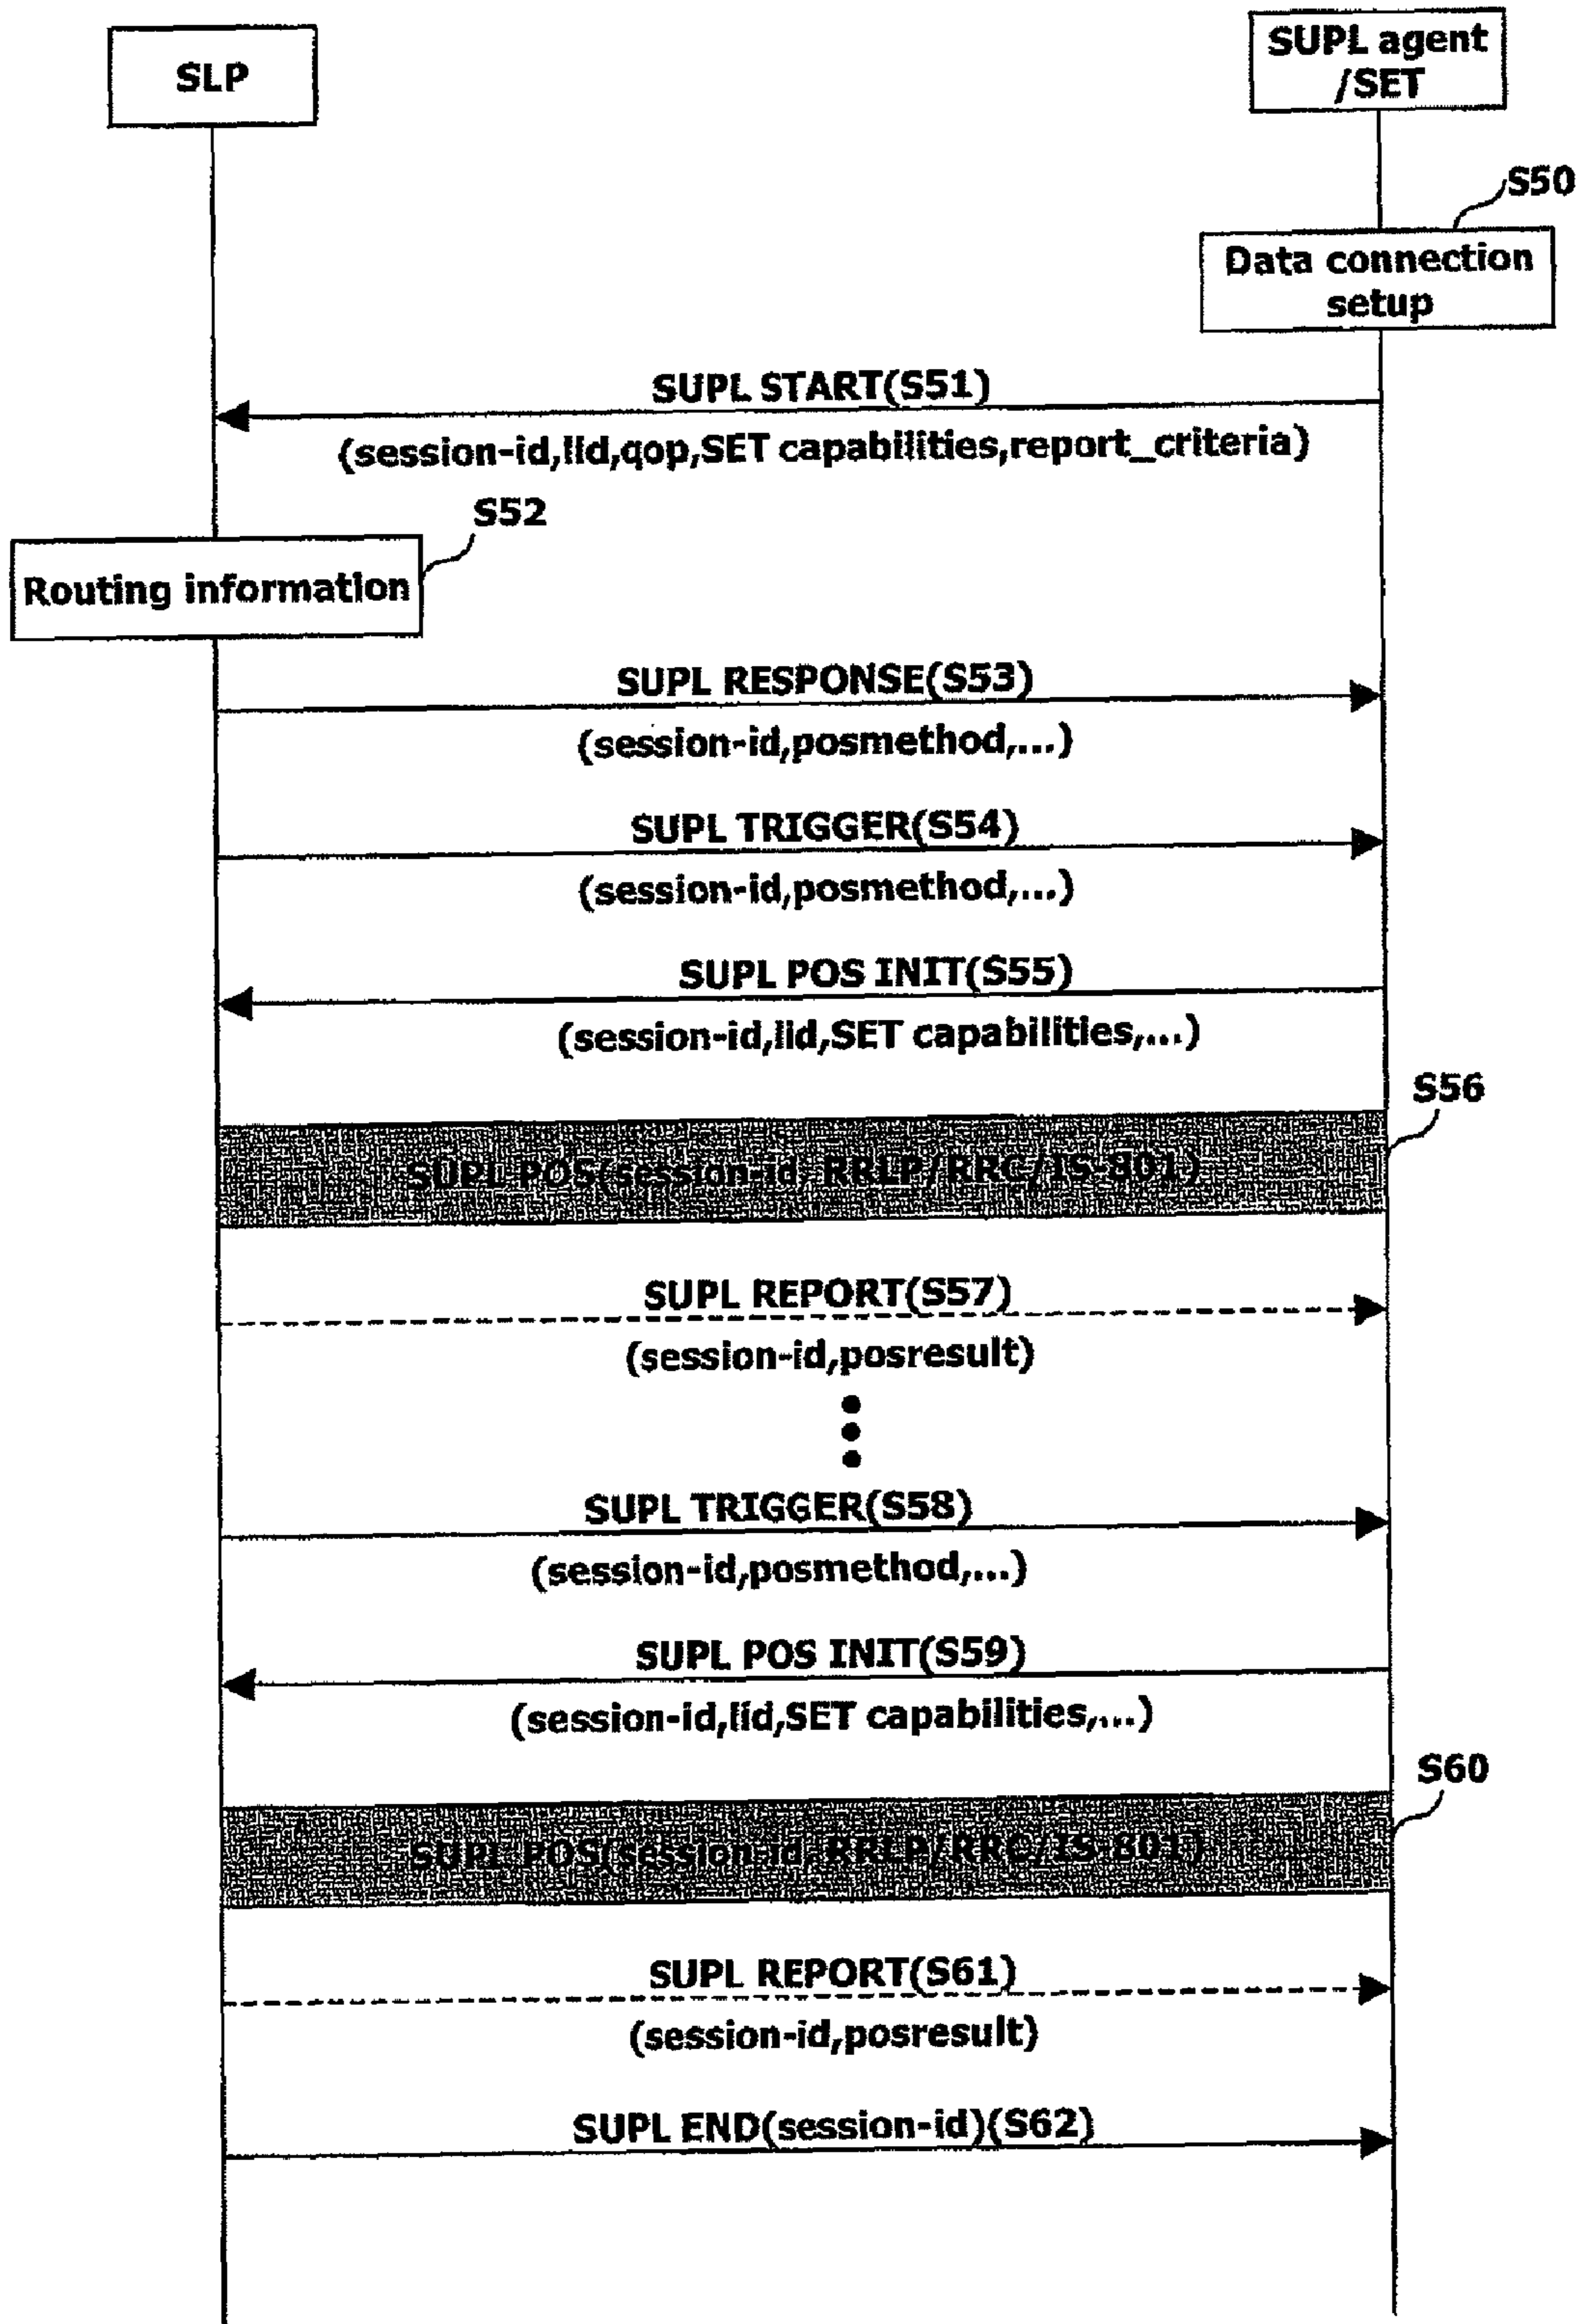 SLP
SUPL agent
/SET
S50
Data connection
setup
SUPL START(S51)
(session-id,lid,qop,SET capabilities,report_criteria)
S52
Routing information
SUPL RESPONSE(S53)
(session-id,posmethod,...)
SUPL TRIGGER(S54)
(session-id,posmethod,...)
SUPL POS INIT(S55)
(session-id,lid,SET capabilities,...)
S56
SUPL POS(session-id, RRLP/RRC/IS-801)
SUPL REPORT(S57)
(session-id,posresult)
SUPL TRIGGER(S58)
(session-id,posmethod,...)
SUPL POS INIT(S59)
(session-id,lid,SET capabilities,...)
S60
SUPL POS(session-id, RRLP/RRC/IS-801)
SUPL REPORT(S61)
(session-id,posresult)
SUPL END(session-id)(S62)